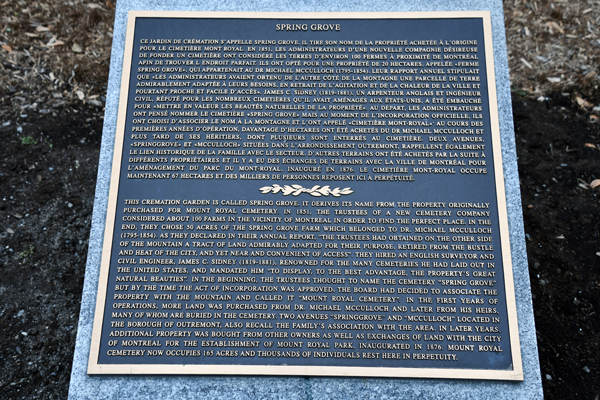 SPRING GROVE
CE JARDIN DE CRÉMATION S'APPELLE SPRING GROVE. IL TIRE SON NOM DE LA PROPRIÉTÉ ACHETÉE À L'ORIGINE
POUR LE CIMETIÈRE MONT ROYAL. EN 1851, LES ADMINISTRATEURS D'UNE NOUVELLE COMPAGNIE DÉSIREUSE
DE FONDER UN CIMETIÈRE ONT CONSIDÉRÉ LES TERRES D'ENVIRON 100 FERMES À PROXIMITÉ DE MONTRÉAL
AFIN DE TROUVER L'ENDROIT PARFAIT. ILS ONT OPTÉ POUR UNE PROPRIÉTÉ DE 20 HECTARES, APPELÉE «FERME
SPRING GROVE», QUI APPARTENAIT AU DR MICHAEL MCCULLOCH (1795-1854). LEUR RAPPORT ANNUEL STIPULAIT
QUE «LES ADMINISTRATEURS AVAIENT OBTENU DE L'AUTRE CÔTÉ DE LA MONTAGNE UNE PARCELLE DE TERRE
ADMIRABLEMENT ADAPTÉE À LEURS BESOINS, EN RETRAIT DE L'AGITATION ET DE LA CHALEUR DE LA VILLE ET
POURTANT PROCHE ET FACILE D'ACCÈS». JAMES C. SIDNEY (1819-1881), UN ARPENTEUR ANGLAIS ET INGÉNIEUR
CIVIL, RÉPUTÉ POUR LES NOMBREUX CIMETIÈRES QU'IL AVAIT AMÉNAGÉS AUX ÉTATS-UNIS, A ÉTÉ EMBAUCHÉ
POUR «METTRE EN VALEUR LES BEAUTÉS NATURELLES DE LA PROPRIÉTÉ». AU DÉPART, LES ADMINISTRATEURS
ONT PENSÉ NOMMER LE CIMETIÈRE «SPRING GROVE» MAIS AU MOMENT DE L'INCORPORATION OFFICIELLE, ILS
ONT CHOISI D'ASSOCIER LE NOM À LA MONTAGNE ET L'ONT APPELÉ «CIMETIÈRE MONT-ROYAL». AU COURS DES
PREMIÈRES ANNÉES D'OPÉRATION, DAVANTAGE D'HECTARES ONT ÉTÉ ACHETÉS DU DR MICHAEL MCCULLOCH ET
PLUS TARD DE SES HÉRITIERS, DONT PLUSIEURS SONT ENTERRÉS AU CIMETIÈRE. DEUX AVENUES,
«SPRINGGROVE» ET «MCCULLOCH» SITUÉES DANS L'ARRONDISSEMENT OUTREMONT, RAPPELLENT ÉGALEMENT
LE LIEN HISTORIQUE DE LA FAMILLE AVEC LE SECTEUR. D'AUTRES TERRAINS ONT ÉTÉ ACHETÉS PAR LA SUITE À
DIFFÉRENTS PROPRIÉTAIRES ET IL Y A EU DES ÉCHANGES DE TERRAINS AVEC LA VILLE DE MONTRÉAL POUR
L'AMÉNAGEMENT DU PARC DU MONT-ROYAL, INAUGURÉ EN 1876. LE CIMETIÈRE MONT-ROYAL OCCUPE
MAINTENANT 67 HECTARES ET DES MILLIERS DE PERSONNES REPOSENT ICI À PERPÉTUITÉ.
THIS CREMATION GARDEN IS CALLED SPRING GROVE. IT DERIVES ITS NAME FROM THE PROPERTY ORIGINALLY
PURCHASED FOR MOUNT ROYAL CEMETERY IN 1851. THE TRUSTEES OF A NEW CEMETERY COMPANY
CONSIDERED ABOUT 100 FARMS IN THE VICINITY OF MONTREAL IN ORDER TO FIND THE PERFECT PLACE. IN THE
END, THEY CHOSE 50 ACRES OF THE SPRING GROVE FARM WHICH BELONGED TO DR. MICHAEL MCCULLOCH
(1795-1854). AS THEY DECLARED IN THEIR ANNUAL REPORT, "THE TRUSTEES HAD OBTAINED ON THE OTHER SIDE
OF THE MOUNTAIN A TRACT OF LAND ADMIRABLY ADAPTED FOR THEIR PURPOSE; RETIRED FROM THE BUSTLE
AND HEAT OF THE CITY, AND YET NEAR AND CONVENIENT OF ACCESS". THEY HIRED AN ENGLISH SURVEYOR AND
CIVIL ENGINEER, JAMES C. SIDNEY (1819-1881), RENOWNED FOR THE MANY CEMETERIES HE HAD LAID OUT IN
THE UNITED STATES, AND MANDATED HIM "TO DISPLAY, TO THE BEST ADVANTAGE, THE PROPERTY'S GREAT
NATURAL BEAUTIES". IN THE BEGINNING, THE TRUSTEES THOUGHT TO NAME THE CEMETERY "SPRING GROVE"
BUT BY THE TIME THE ACT OF INCORPORATION WAS APPROVED, THE BOARD HAD DECIDED TO ASSOCIATE THE
PROPERTY WITH THE MOUNTAIN AND CALLED IT "MOUNT ROYAL CEMETERY". IN THE FIRST YEARS OF
OPERATIONS, MORE LAND WAS PURCHASED FROM DR. MICHAEL MCCULLOCH AND LATER FROM HIS HEIRS,
MANY OF WHOM ARE BURIED IN THE CEMETERY. TWO AVENUES "SPRINGGROVE" AND "MCCULLOCH" LOCATED IN
THE BOROUGH OF OUTREMONT, ALSO RECALL THE FAMILY'S ASSOCIATION WITH THE AREA. IN LATER YEARS,
ADDITIONAL PROPERTY WAS BOUGHT FROM OTHER OWNERS AS WELL AS EXCHANGES OF LAND WITH THE CITY
OF MONTREAL FOR THE ESTABLISHMENT OF MOUNT ROYAL PARK, INAUGURATED IN 1876. MOUNT ROYAL
CEMETERY NOW OCCUPIES 165 ACRES AND THOUSANDS OF INDIVIDUALS REST HERE IN PERPETUITY.